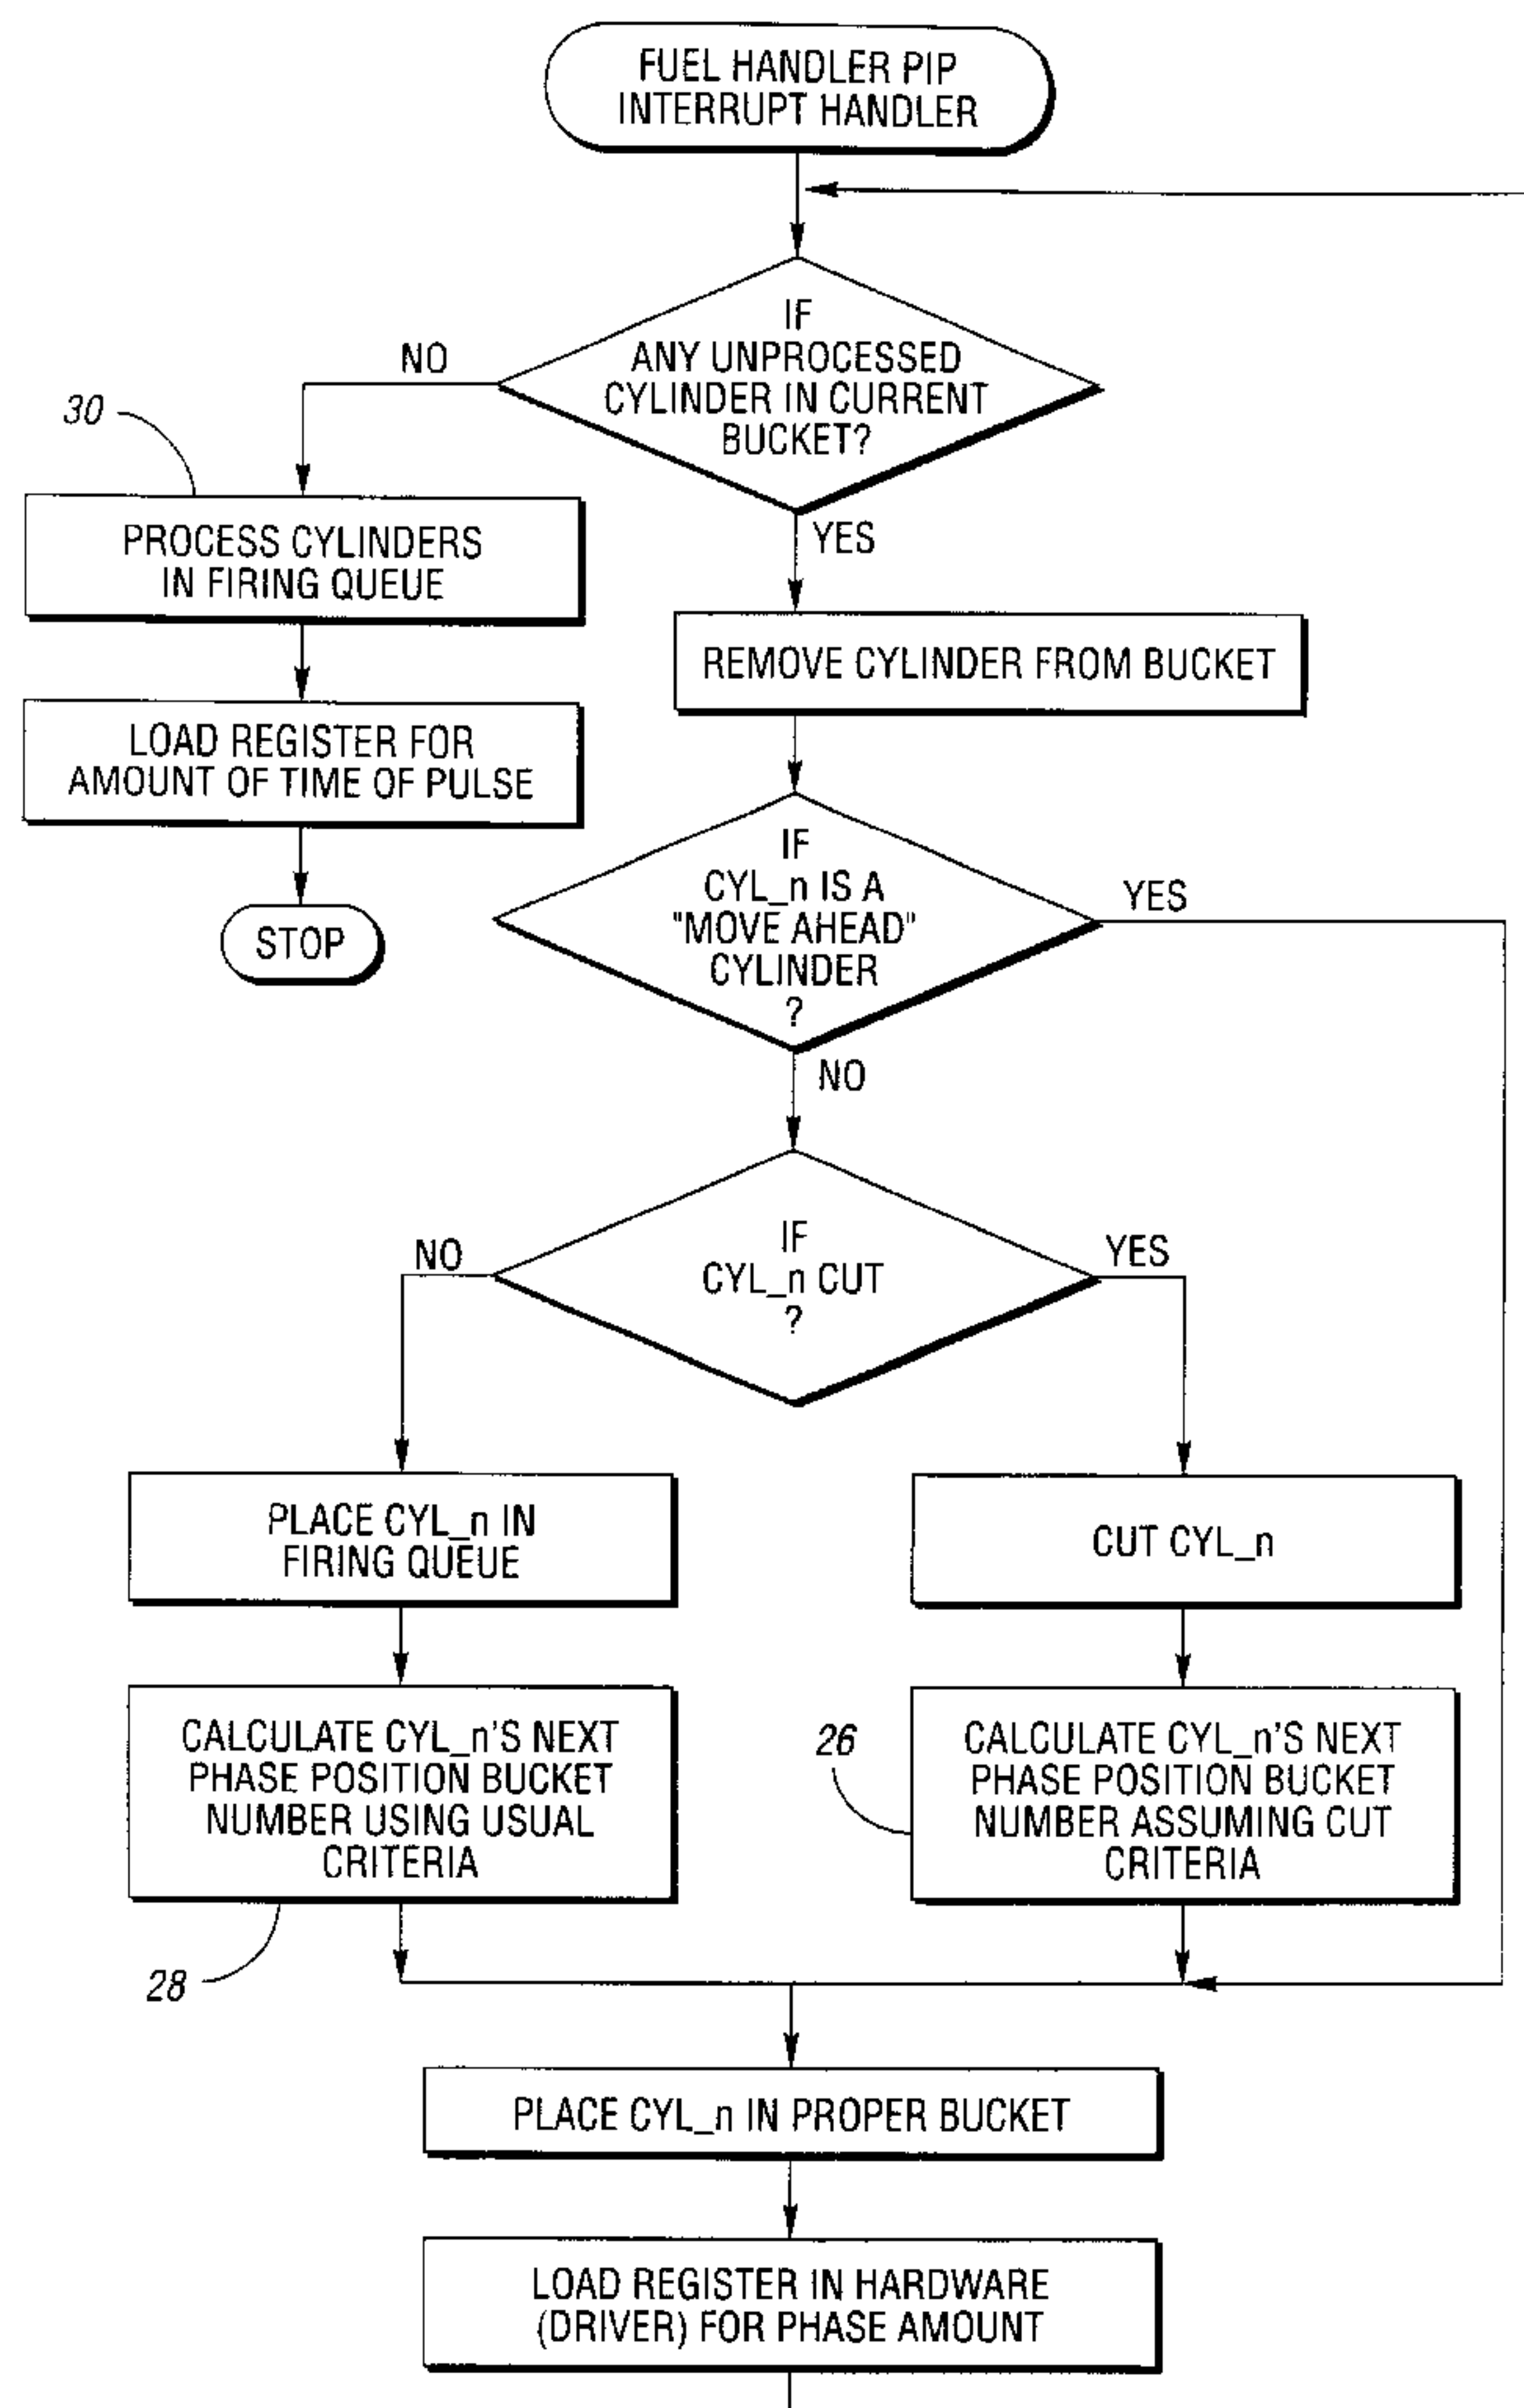 FUEL HANDLER PIP
INTERRUPT HANDLER
IF
ANY UNPROCESSED
CYLINDER IN CURRENT
BUCKET?
NO
30
PROCESS CYLINDERS
IN FIRING QUEUE
YES
REMOVE CYLINDER FROM BUCKET
LOAD REGISTER FOR
AMOUNT OF TIME OF PULSE
STOP
IF
CYL_n IS A
"MOVE AHEAD"
CYLINDER
?
YES
NO
IF
CYL_n CUT
?
NO
YES
PLACE CYL_n IN
FIRING QUEUE
CUT CYL_n
CALCULATE CYL_n'S NEXT
PHASE POSITION BUCKET
NUMBER USING USUAL
CRITERIA
28
26
CALCULATE CYL_n'S NEXT
PHASE POSITION BUCKET
NUMBER ASSUMING CUT
CRITERIA
PLACE CYL_n IN PROPER BUCKET
LOAD REGISTER IN HARDWARE
(DRIVER) FOR PHASE AMOUNT